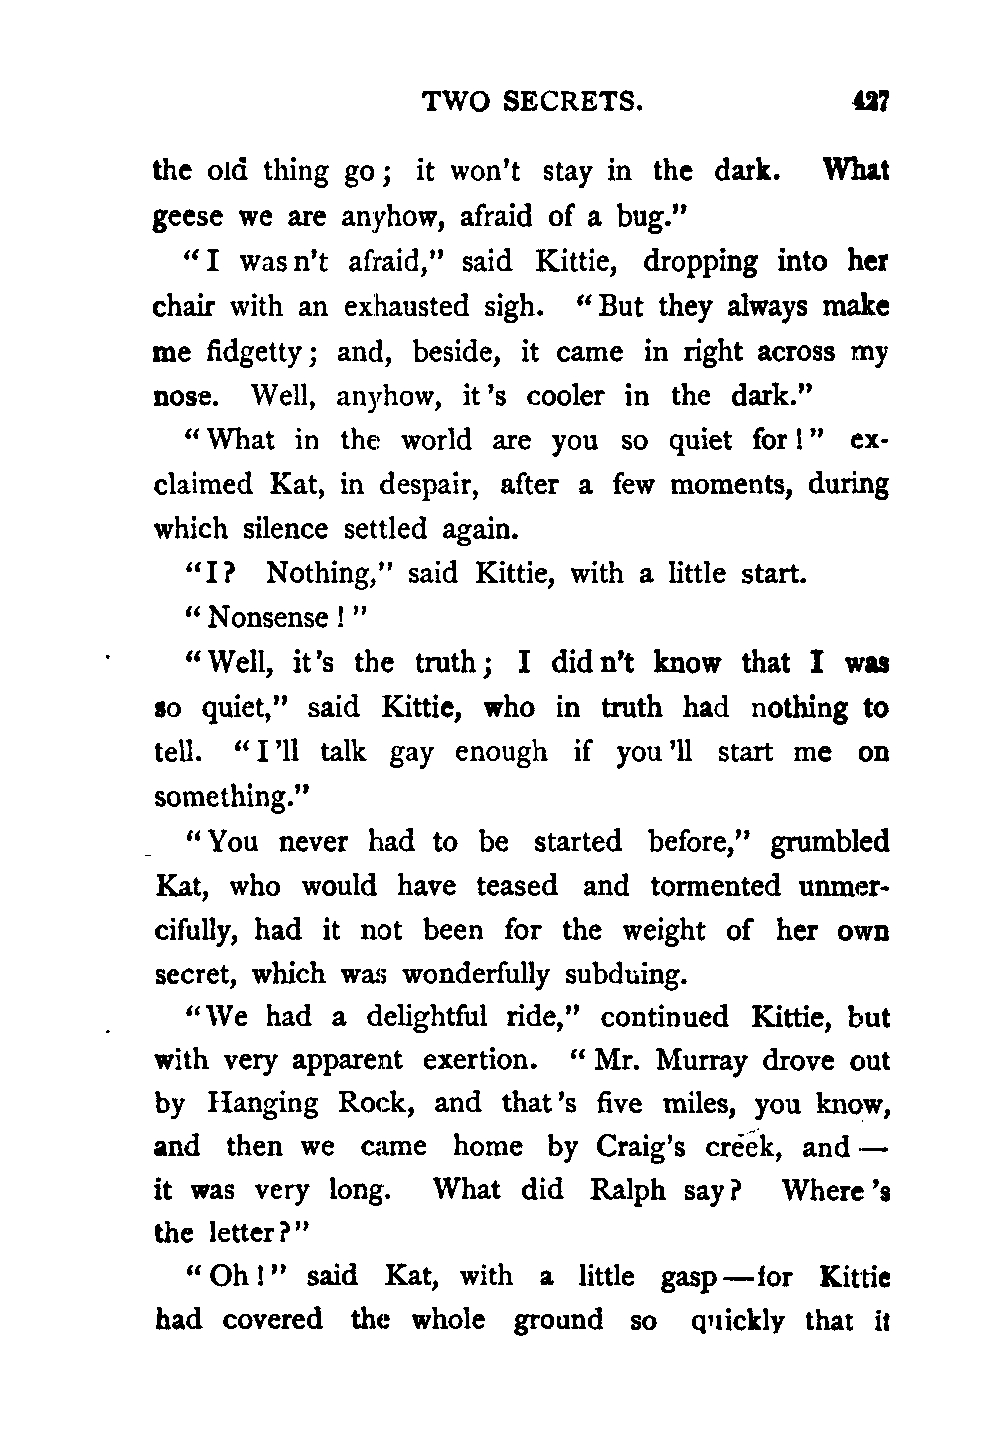 TWO SECRETS. 427
the old thing go; it won't stay in the dark. What
geese we are anyhow, afraid of a bug."
"I wasn't afraid," said Kittie, dropping into her
chair with an exhausted sigh. "But they always make
me fidgetty; and, beside, it came in right across my
nose. Well, anyhow, it's cooler in the dark."
"What in the world are you so quiet for!" ex-
claimed Kat, in despair, after a few moments, during
which silence settled again.
"I? Nothing," said Kittie, with a little start.
"Nonsense!"
"Well, it's the truth; I didn't know that I was
so quiet," said Kittie, who in truth had nothing to
tell. "I'll talk gay enough if you'll start me on
something."
"You never had to be started before," grumbled
Kat, who would have teased and tormented unmer-
cifully, had it not been for the weight of her own
secret, which was wonderfully subduing.
"We had a delightful ride," continued Kittie, but
with very apparent exertion. "Mr. Murray drove out
by Hanging Rock, and that's five miles, you know,
and then we came home by Craig's creek, and—
it was very long. What did Ralph say? Where's
the letter?"
"Oh!" said Kat, with a little gasp—for Kittie
had covered the whole ground so quickly that it